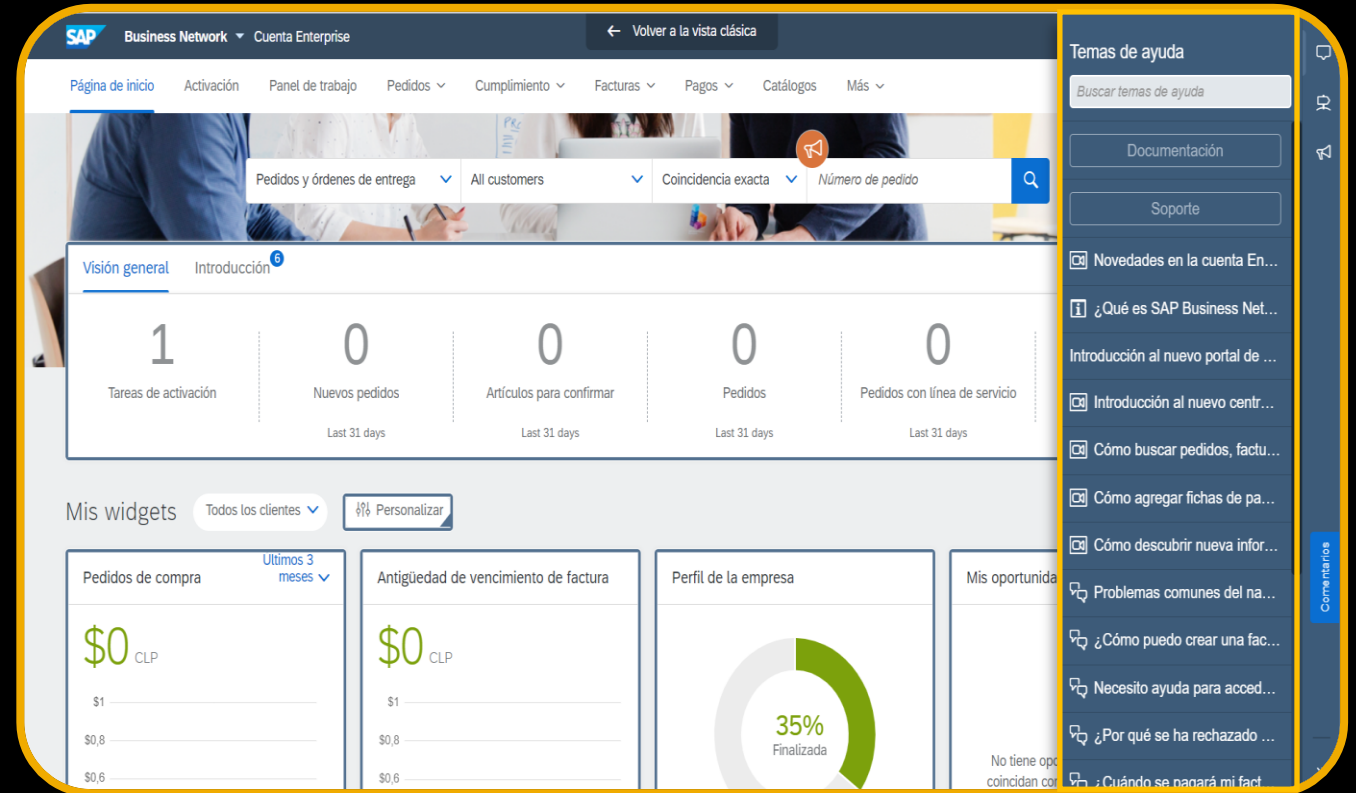 SAP Business Network Cuenta Enterprise
← Volver a la vista clásica
Página de inicio Activación Panel de trabajo Pedidos Cumplimiento Facturas Pagos Catálogos Más
PRC
Pedidos y órdenes de entrega All customers Coincidencia exacta Número de pedido
Visión general Introducción 6
1 0 0 0 0
Tareas de activación Nuevos pedidos Artículos para confirmar Pedidos Pedidos con línea de servicio
Last 31 days Last 31 days Last 31 days Last 31 days
Mis widgets Todos los clientes Personalizar
Pedidos de compra
Ultimos 3
meses
$0 CLP
$1
$0,8
$0,6
Antigüedad de vencimiento de factura
$0 CLP
$1
$0,8
$0,6
Perfil de la empresa
35%
Finalizada
Mis oportunida
No tiene opo
coincidan con
Temas de ayuda
Buscar temas de ayuda
Documentación
Soporte
Novedades en la cuenta En...
¿Qué es SAP Business Net...
Introducción al nuevo portal de ...
Introducción al nuevo centr...
Cómo buscar pedidos, factu...
Cómo agregar fichas de pa...
Cómo descubrir nueva infor...
Problemas comunes del na...
¿Cómo puedo crear una fac...
Necesito ayuda para acced...
¿Por qué se ha rechazado ...
¿Cuándo se pagará mi fact...
Comentarios